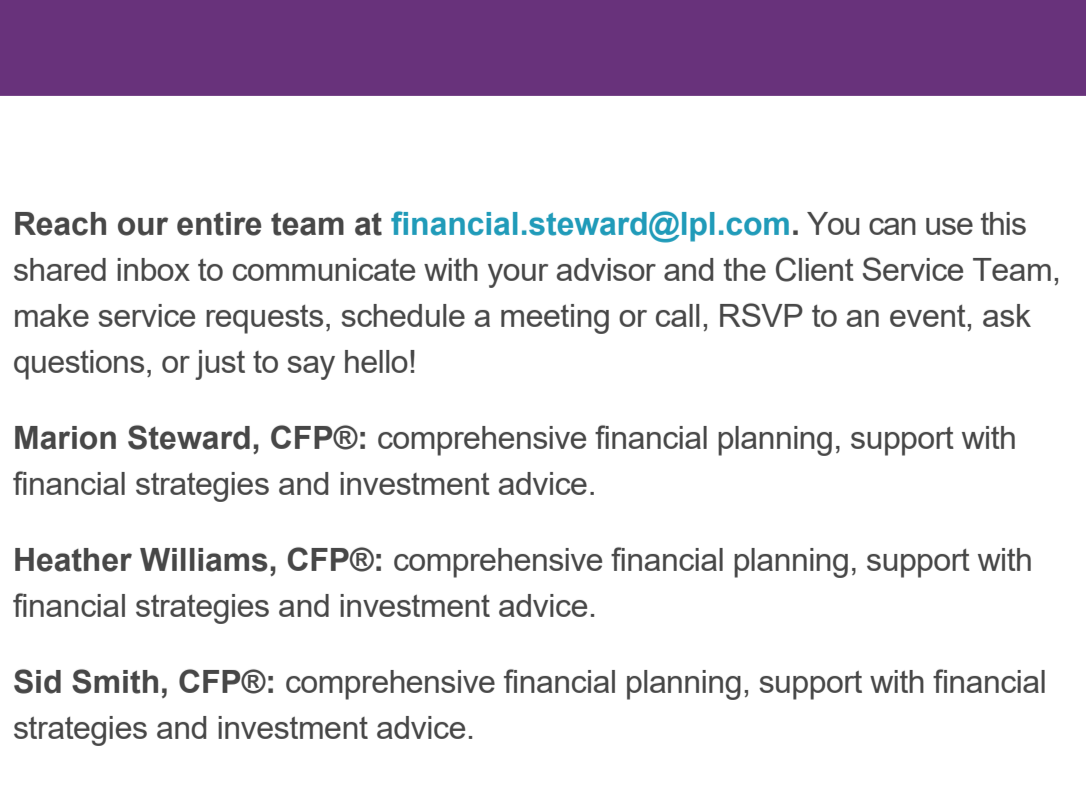 Reach our entire team at financial.steward@lpl.com. You can use this
shared inbox to communicate with your advisor and the Client Service Team,
make service requests, schedule a meeting or call, RSVP to an event, ask
questions, or just to say hello!
Marion Steward, CFP®: comprehensive financial planning, support with
financial strategies and investment advice.
Heather Williams, CFP®: comprehensive financial planning, support with
financial strategies and investment advice.
Sid Smith, CFP®: comprehensive financial planning, support with financial
strategies and investment advice.